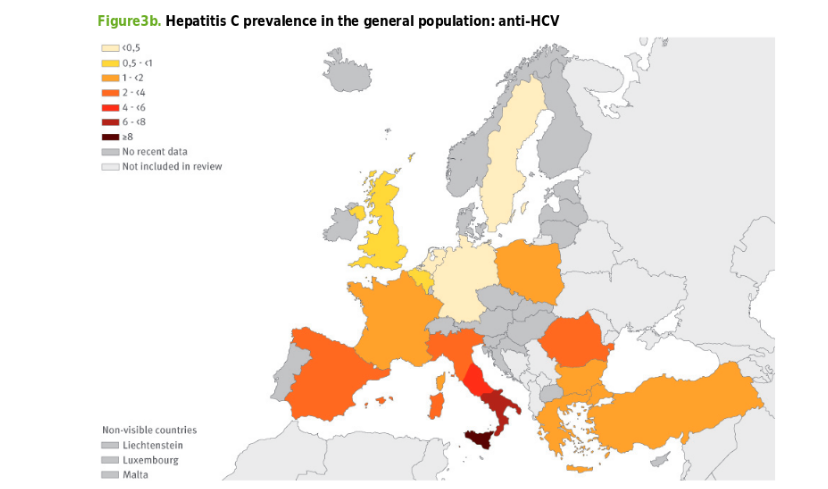 Figure3b. Hepatitis C prevalence in the general population: anti-HCV
<0,5
0,5 - <1
1 - <2
2 - <4
4 - <6
6 - <8
≥8
No recent data
Not included in review
Non-visible countries
Liechtenstein
Luxembourg
Malta